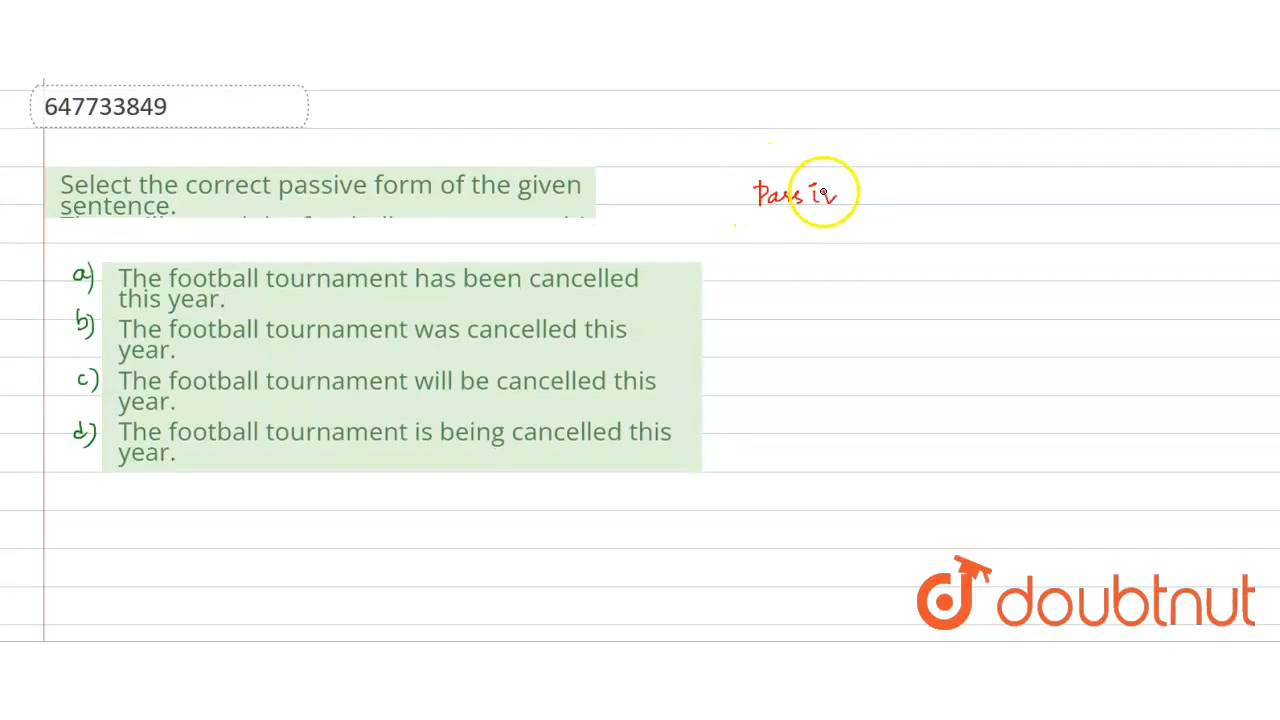 647733849
Select the correct passive form of the given
sentence.
Passiv
a) The football tournament has been cancelled
this year.
b) The football tournament was cancelled this
year.
c) The football tournament will be cancelled this
year.
d) The football tournament is being cancelled this
year.
doubtnut